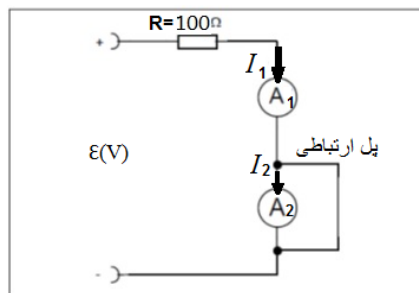 R=100Ω
+
I1
A1
پل ارتباطی
ℇ(V)
I2
A2
-